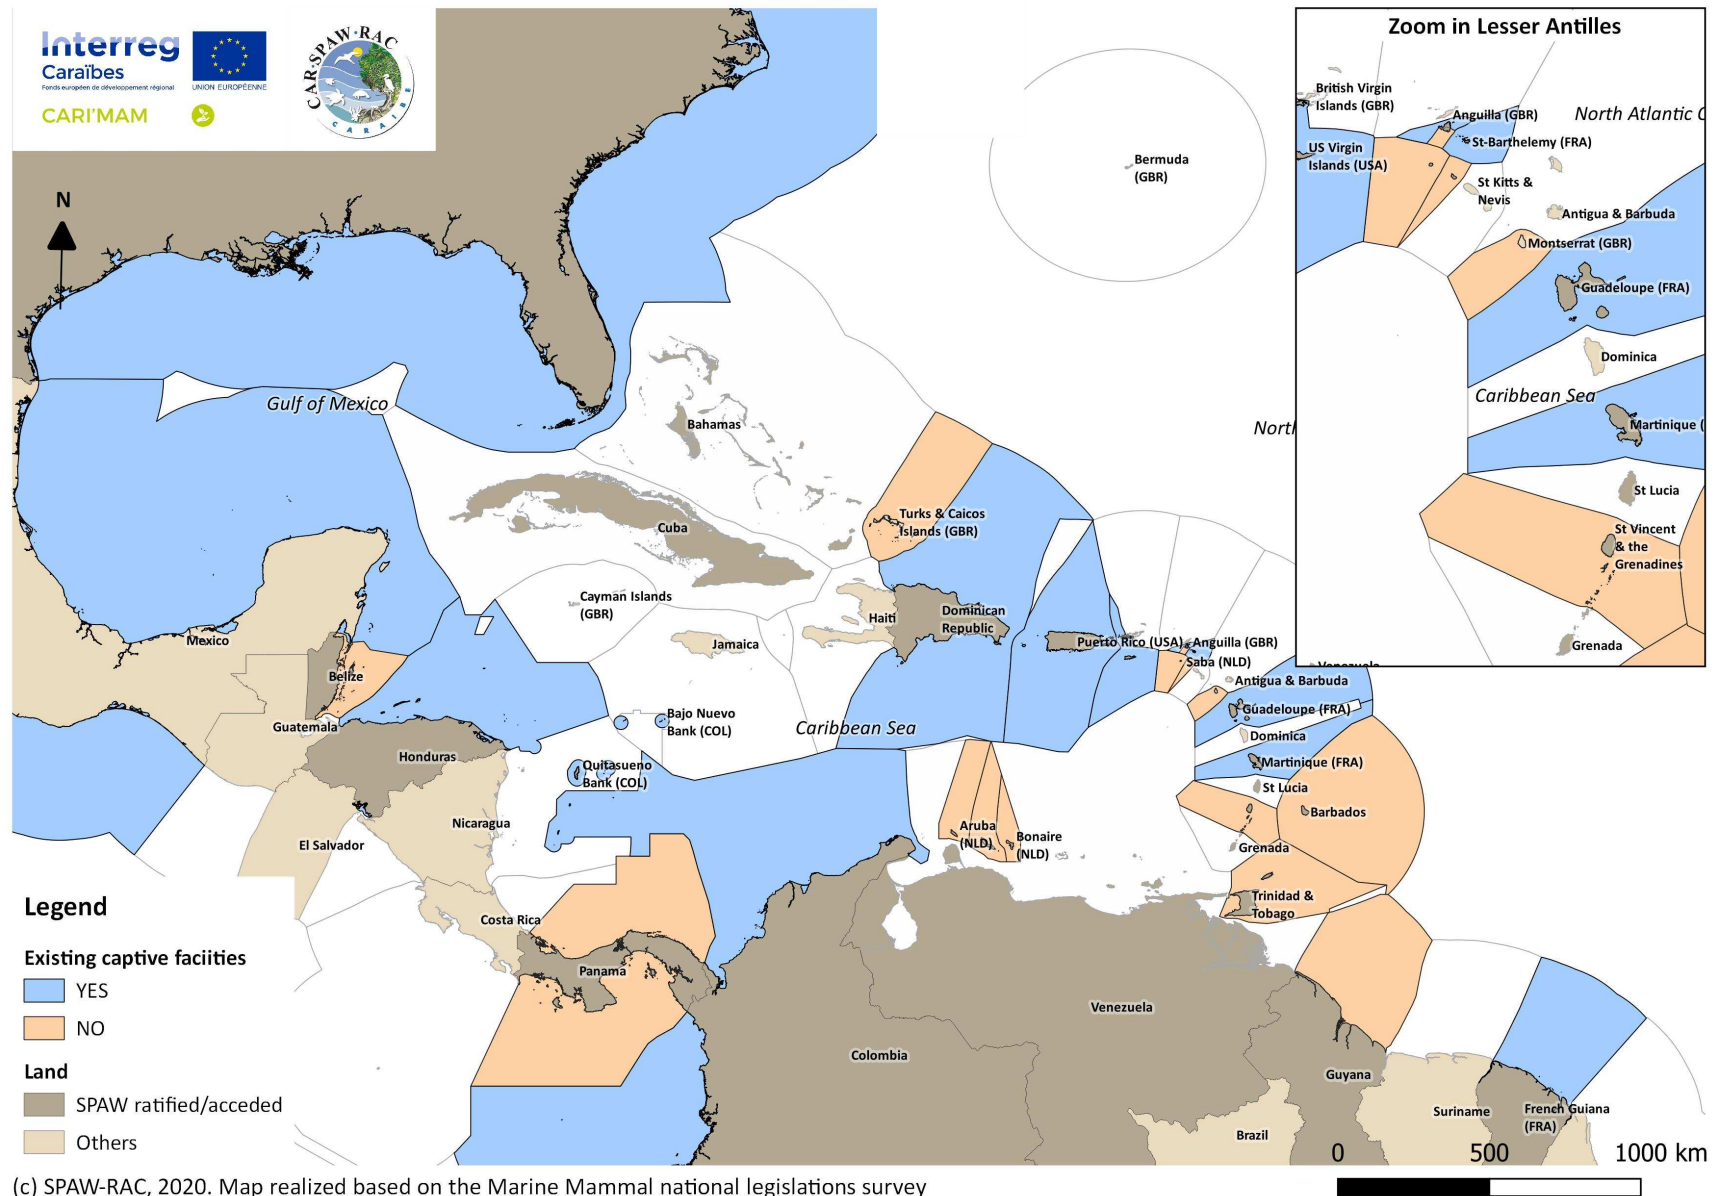 Interreg
Caraïbes
Fonds européen de développement régional
UNION EUROPÉENNE
CARI'MAM
CAR-SPAW-RAC
CARAIBE
N
Zoom in Lesser Antilles
British Virgin
Islands (GBR)
Anguilla (GBR)
North Atlantic
US Virgin
Islands (USA)
St-Barthelemy (FRA)
St Kitts &
Nevis
Antigua & Barbuda
Montserrat (GBR)
Guadeloupe (FRA)
Dominica
Caribbean Sea
Martinique (
St Lucia
St Vincent
& the
Grenadines
Grenada
Bermuda
(GBR)
Gulf of Mexico
Bahamas
North
Turks & Caicos
Islands (GBR)
Cuba
Cayman Islands
(GBR)
Haiti
Dominican
Republic
Jamaica
Puerto Rico (USA)
Anguilla (GBR)
Saba (NLD)
Venezuela
Antigua & Barbuda
Guadeloupe (FRA)
Dominica
Martinique (FRA)
St Lucia
Barbados
Grenada
Trinidad &
Tobago
Mexico
Belize
Guatemala
Honduras
Bajo Nuevo
Bank (COL)
Caribbean Sea
Quitasueno
Bank (COL)
Nicaragua
El Salvador
Aruba
(NLD)
Bonaire
(NLD)
Costa Rica
Panama
Venezuela
Colombia
Guyana
Suriname
French Guiana
(FRA)
Brazil
Legend
Existing captive faciities
YES
NO
Land
SPAW ratified/acceded
Others
0 500 1000 km
(c) SPAW-RAC, 2020. Map realized based on the Marine Mammal national legislations survey